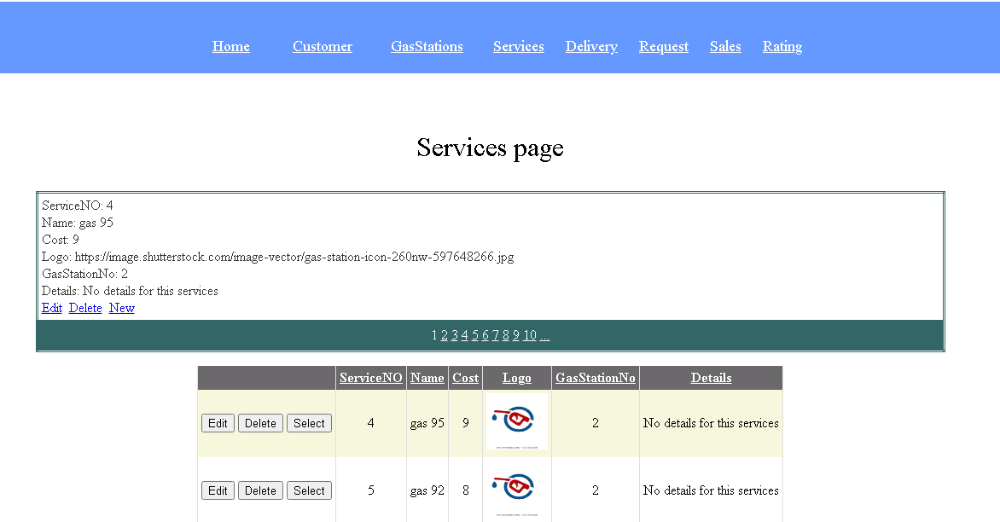 Home Customer GasStations Services Delivery Request Sales Rating
Services page
ServiceNO: 4
Name: gas 95
Cost: 9
Logo: https://image.shutterstock.com/image-vector/gas-station-icon-260nw-597648266.jpg
GasStationNo: 2
Details: No details for this services
Edit Delete New
1 2 3 4 5 6 7 8 9 10 ...
ServiceNO Name Cost Logo GasStationNo Details
Edit Delete Select 4 gas 95 9 2 No details for this services
Edit Delete Select 5 gas 92 8 2 No details for this services